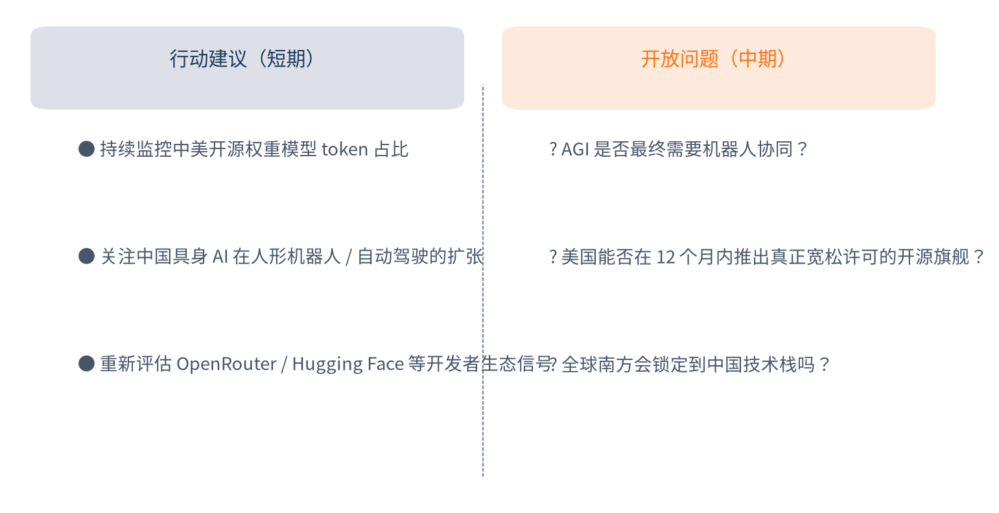 行动建议（短期）
● 持续监控中美开源权重模型 token 占比
● 关注中国具身 AI 在人形机器人 / 自动驾驶的扩张
● 重新评估 OpenRouter / Hugging Face 等开发者生态信号
开放问题（中期）
? AGI 是否最终需要机器人协同？
? 美国能否在 12 个月内推出真正宽松许可的开源旗舰？
? 全球南方会锁定到中国技术栈吗？